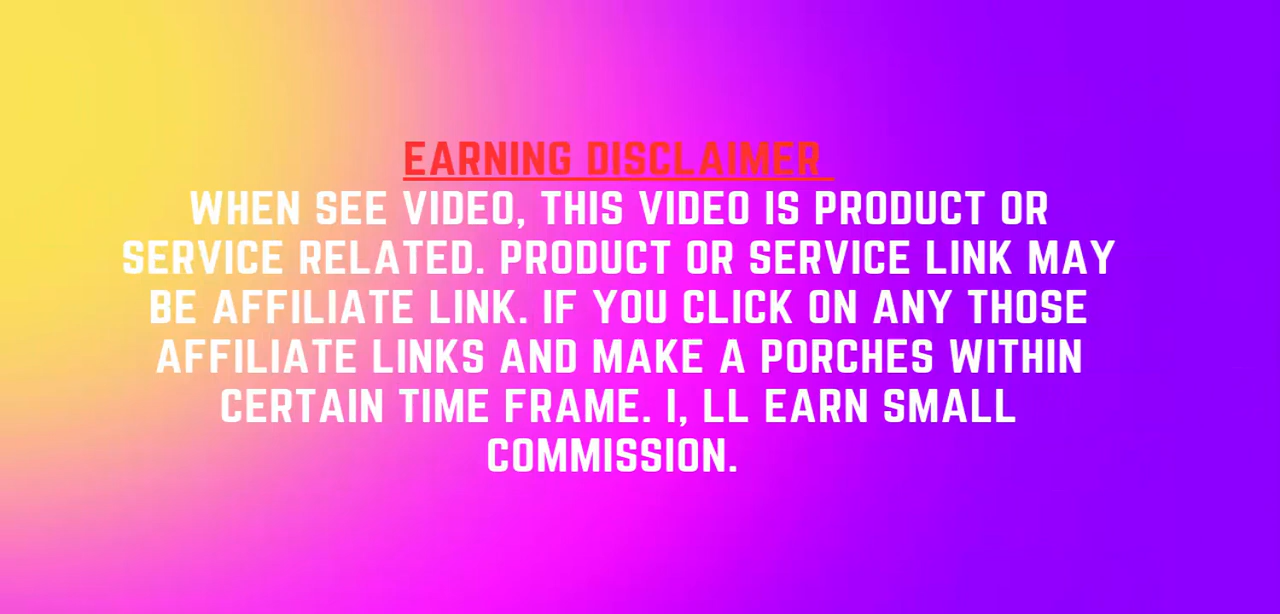 EARNING DISCLAIMER
WHEN SEE VIDEO, THIS VIDEO IS PRODUCT OR
SERVICE RELATED. PRODUCT OR SERVICE LINK MAY
BE AFFILIATE LINK. IF YOU CLICK ON ANY THOSE
AFFILIATE LINKS AND MAKE A PORCHES WITHIN
CERTAIN TIME FRAME. I, LL EARN SMALL
COMMISSION.